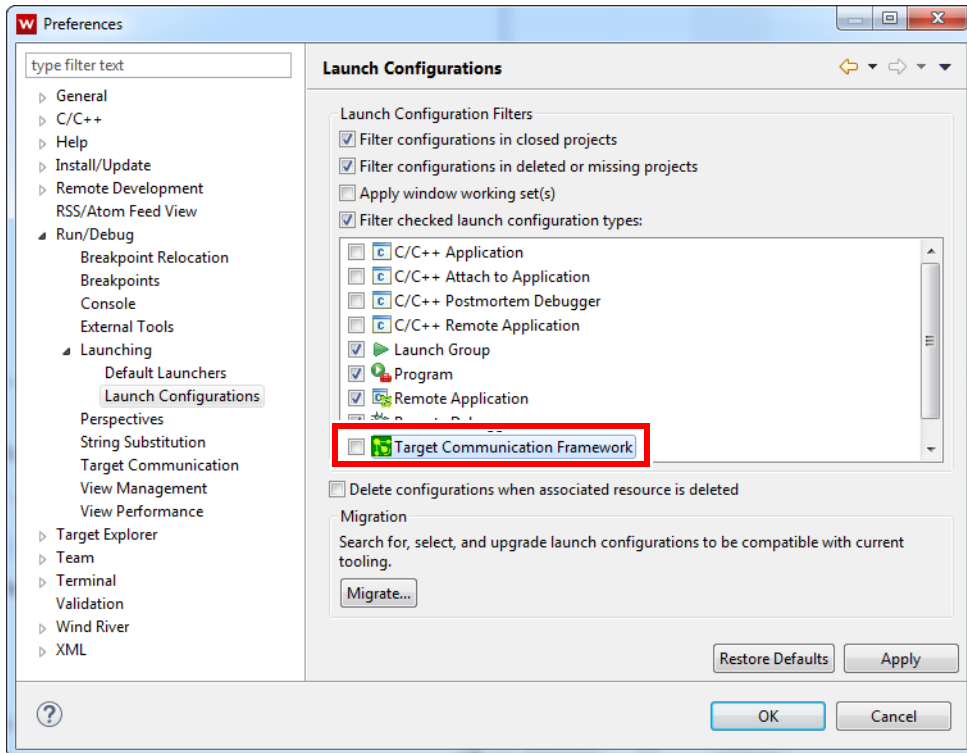 Preferences
type filter text
General
C/C++
Help
Install/Update
Remote Development
RSS/Atom Feed View
Run/Debug
Breakpoint Relocation
Breakpoints
Console
External Tools
Launching
Default Launchers
Launch Configurations
Perspectives
String Substitution
Target Communication
View Management
View Performance
Target Explorer
Team
Terminal
Validation
Wind River
XML
Launch Configurations
Launch Configuration Filters
Filter configurations in closed projects
Filter configurations in deleted or missing projects
Apply window working set(s)
Filter checked launch configuration types:
C/C++ Application
C/C++ Attach to Application
C/C++ Postmortem Debugger
C/C++ Remote Application
Launch Group
Program
Remote Application
Target Communication Framework
Delete configurations when associated resource is deleted
Migration
Search for, select, and upgrade launch configurations to be compatible with current
tooling.
Migrate...
Restore Defaults
Apply
OK
Cancel